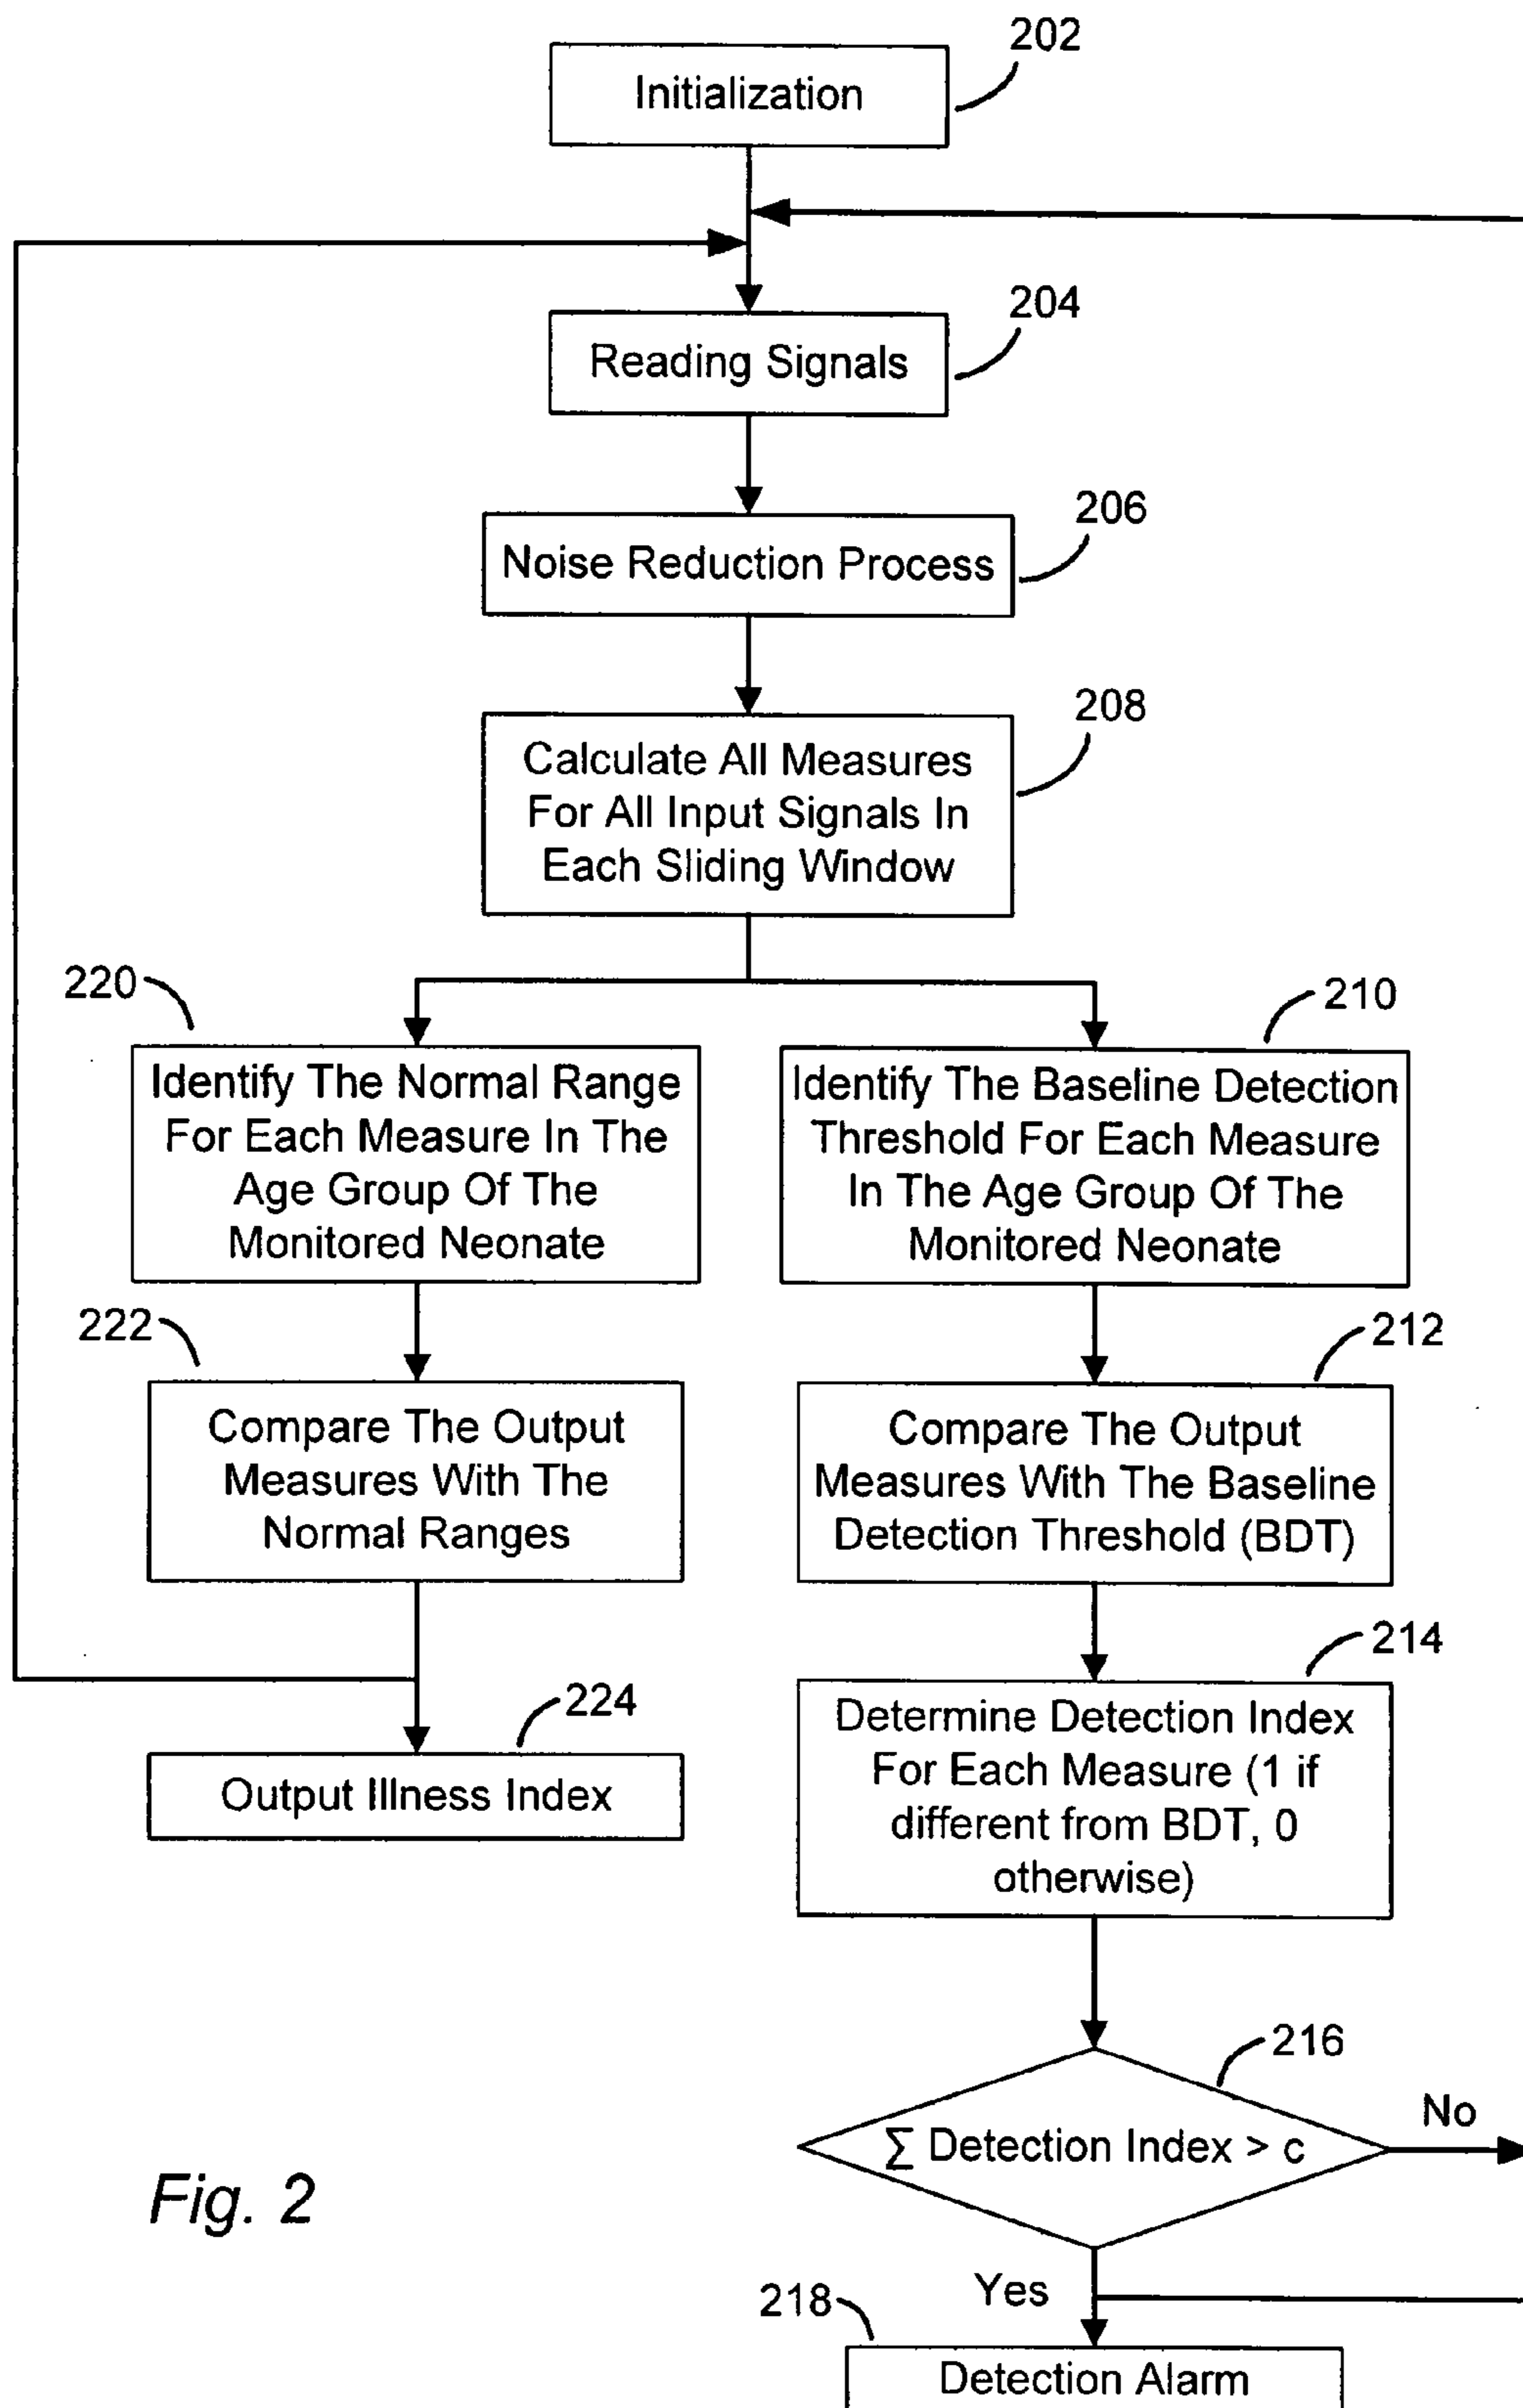 202
Initialization
204
Reading Signals
206
Noise Reduction Process
208
Calculate All Measures
For All Input Signals In
Each Sliding Window
220
Identify The Normal Range
For Each Measure In The
Age Group Of The
Monitored Neonate
210
Identify The Baseline Detection
Threshold For Each Measure
In The Age Group Of The
Monitored Neonate
222
Compare The Output
Measures With The
Normal Ranges
212
Compare The Output
Measures With The Baseline
Detection Threshold (BDT)
224
Output Illness Index
214
Determine Detection Index
For Each Measure (1 if
different from BDT, 0
otherwise)
216
∑ Detection Index > c
No
Yes
218
Detection Alarm
Fig. 2